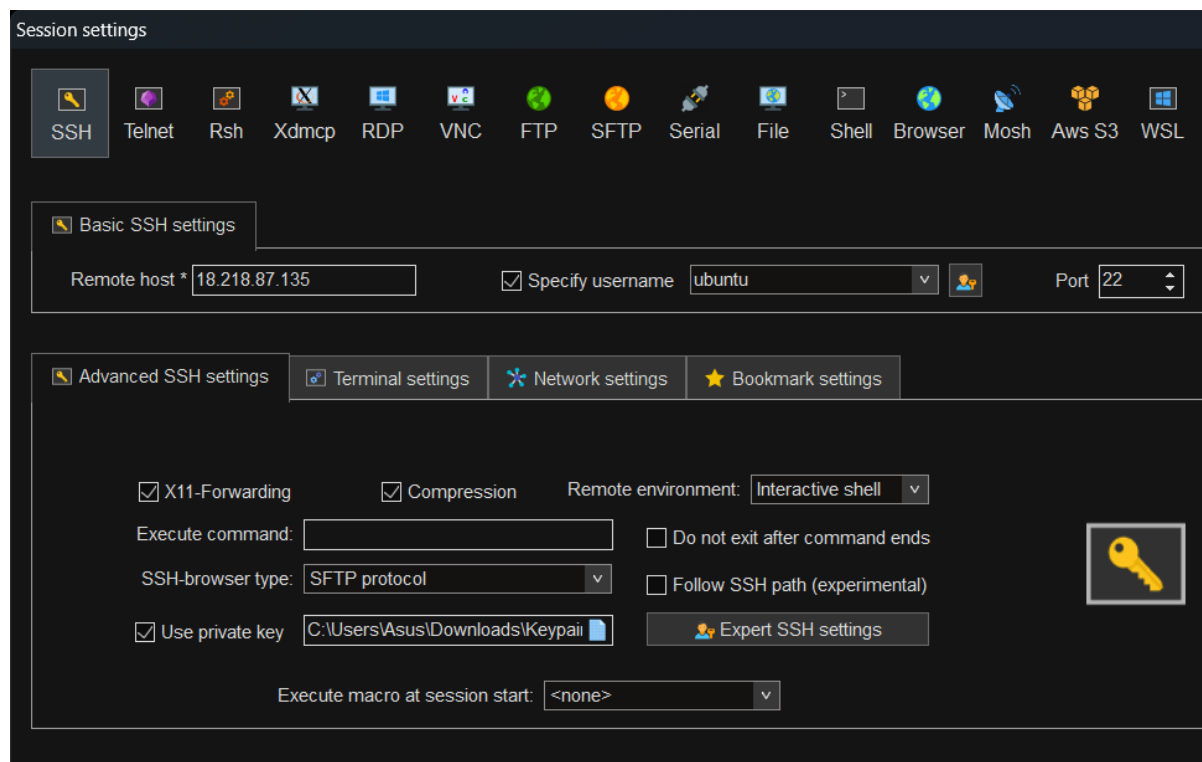 Session settings
SSH Telnet Rsh Xdmcp RDP VNC FTP SFTP Serial File Shell Browser Mosh Aws S3 WSL
Basic SSH settings
Remote host * 18.218.87.135 Specify username ubuntu Port 22
Advanced SSH settings Terminal settings Network settings Bookmark settings
X11-Forwarding Compression Remote environment: Interactive shell
Execute command: Do not exit after command ends
SSH-browser type: SFTP protocol Follow SSH path (experimental)
Use private key C:\Users\Asus\Downloads\Keypai Expert SSH settings
Execute macro at session start: <none>